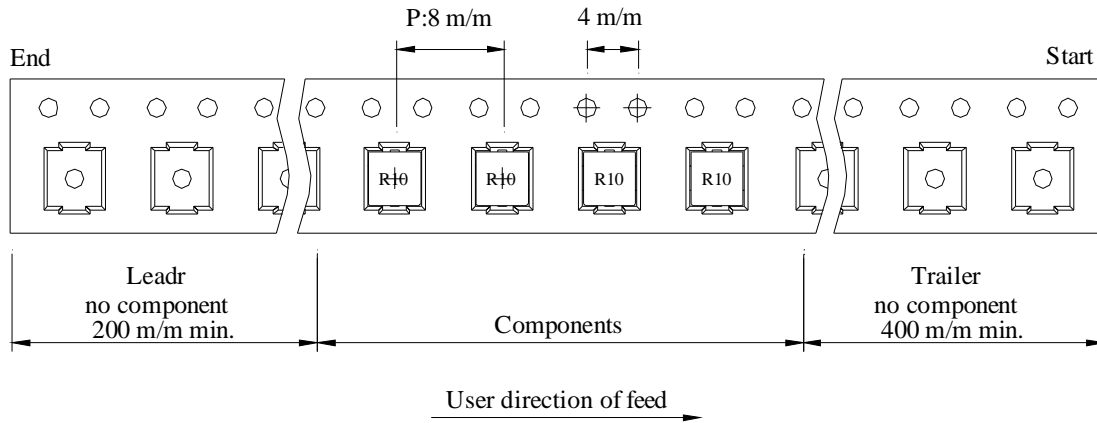 P:8 m/m
4 m/m
End
Start
R10
R10
R10
R10
Leadr
no component
200 m/m min.
Components
Trailer
no component
400 m/m min.
User direction of feed